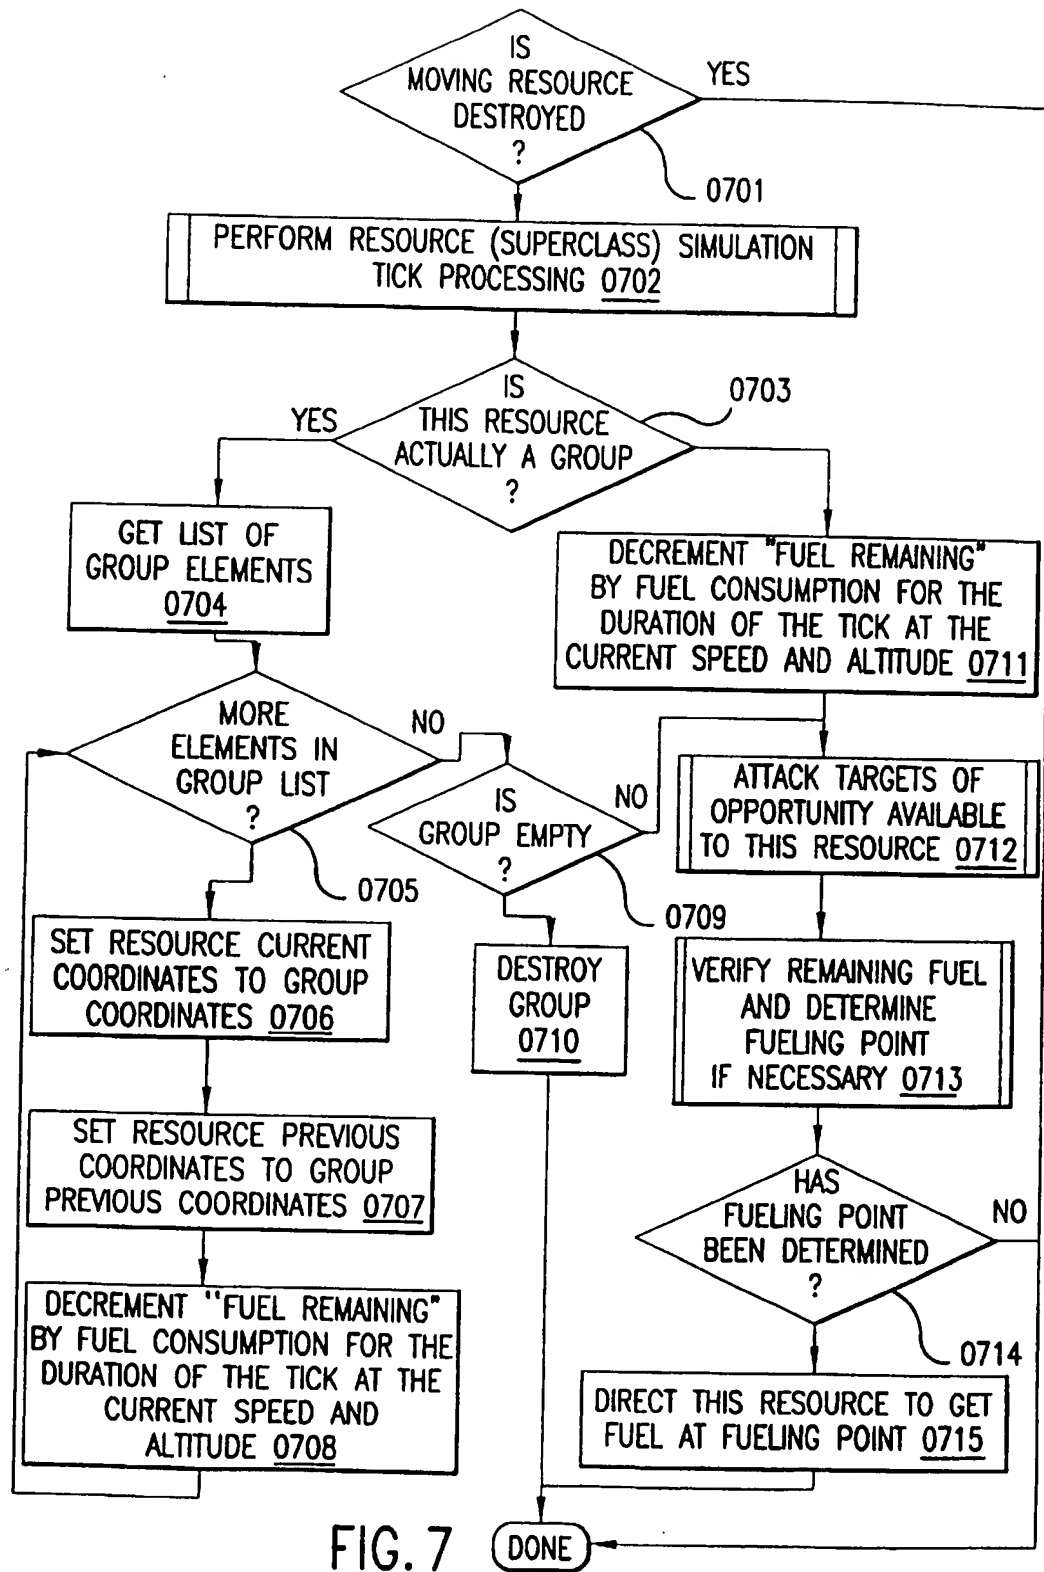 IS
MOVING RESOURCE
DESTROYED
?
YES
0701
PERFORM RESOURCE (SUPERCLASS) SIMULATION
TICK PROCESSING 0702
IS
THIS RESOURCE
ACTUALLY A GROUP
?
0703
YES
GET LIST OF
GROUP ELEMENTS
0704
DECREMENT "FUEL REMAINING"
BY FUEL CONSUMPTION FOR THE
DURATION OF THE TICK AT THE
CURRENT SPEED AND ALTITUDE 0711
MORE
ELEMENTS IN
GROUP LIST
?
NO
0705
IS
GROUP EMPTY
?
NO
0709
ATTACK TARGETS OF
OPPORTUNITY AVAILABLE
TO THIS RESOURCE 0712
SET RESOURCE CURRENT
COORDINATES TO GROUP
COORDINATES 0706
DESTROY
GROUP
0710
VERIFY REMAINING FUEL
AND DETERMINE
FUELING POINT
IF NECESSARY 0713
SET RESOURCE PREVIOUS
COORDINATES TO GROUP
PREVIOUS COORDINATES 0707
HAS
FUELING POINT
BEEN DETERMINED
?
NO
0714
DECREMENT "FUEL REMAINING"
BY FUEL CONSUMPTION FOR THE
DURATION OF THE TICK AT THE
CURRENT SPEED AND
ALTITUDE 0708
DIRECT THIS RESOURCE TO GET
FUEL AT FUELING POINT 0715
FIG. 7
DONE